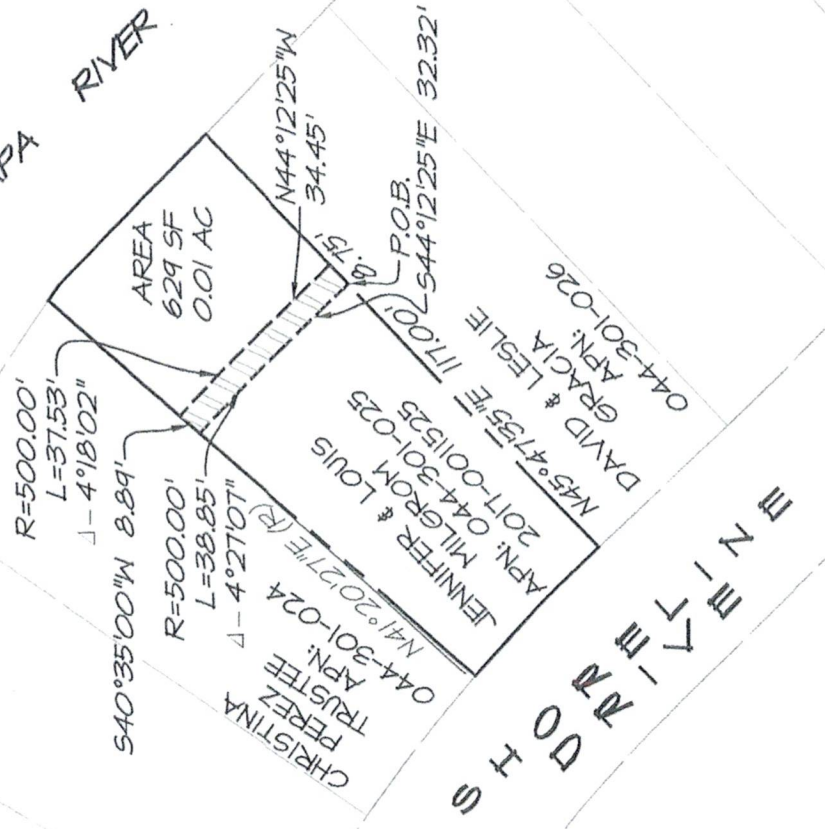 PA RIVER
AREA
629 SF
0.01 AC
N44°12'25"W
34.45'
R=500.00'
L=37.53'
Δ-4°18'02"
S40°35'00"W 8.89'
R=500.00'
L=38.85'
Δ-4°27'07"
P.O.B.
S44°12'25"E 32.32'
N45°47'35"E 117.00'
N41°20'27"E (R)
CHRISTINA
PEREZ
TRUSTEE
APN:
044-301-024
JENNIFER & LOUIS
MILGROM
APN: 044-301-025
2017-0011525
DAVID & LESLIE
GRACIA
APN:
044-301-026
SHORELINE
DRIVE